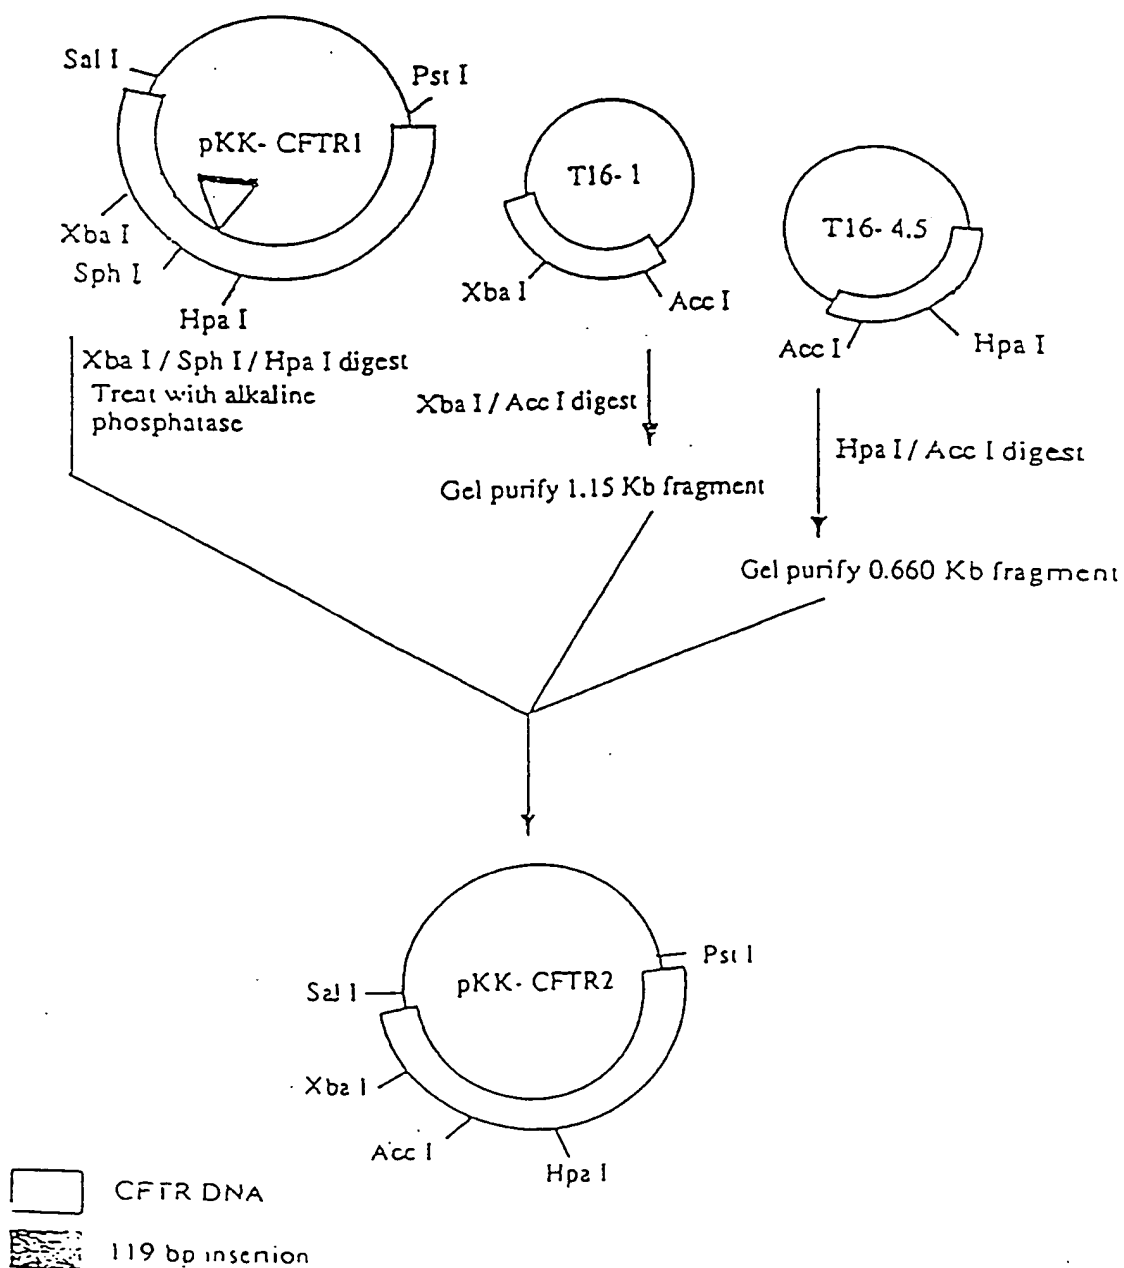 Sal I
Pst I
pKK- CFTR1
Xba I
Sph I
Hpa I
T16- 1
Xba I
Acc I
T16- 4.5
Acc I
Hpa I
Xba I / Sph I / Hpa I digest
Treat with alkaline
phosphatase
Xba I / Acc I digest
Hpa I / Acc I digest
Gel purify 1.15 Kb fragment
Gel purify 0.660 Kb fragment
Sal I
Pst I
pKK- CFTR2
Xba I
Acc I
Hpa I
CFTR DNA
119 bp insertion